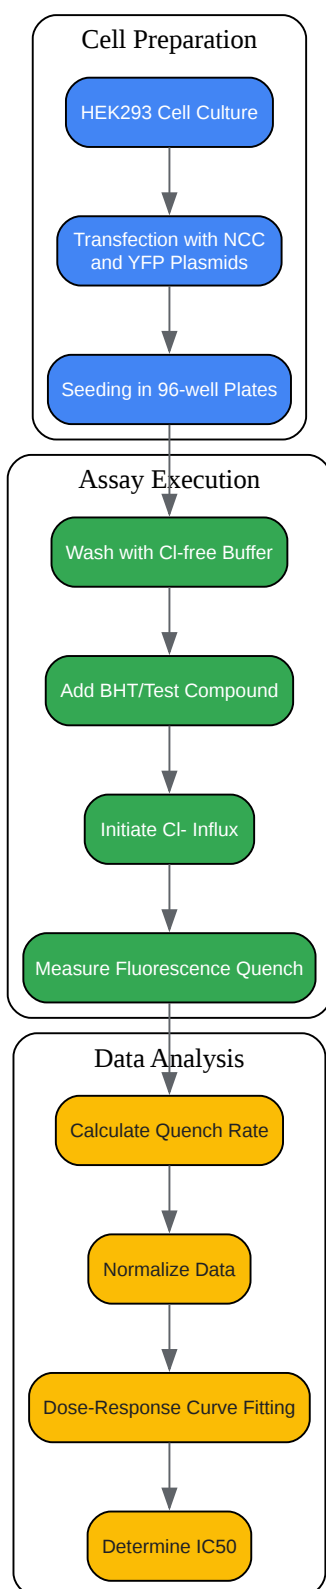 Cell Preparation
HEK293 Cell Culture
Transfection with NCC
and YFP Plasmids
Seeding in 96-well Plates
Assay Execution
Wash with Cl-free Buffer
Add BHT/Test Compound
Initiate Cl- Influx
Measure Fluorescence Quench
Data Analysis
Calculate Quench Rate
Normalize Data
Dose-Response Curve Fitting
Determine IC50